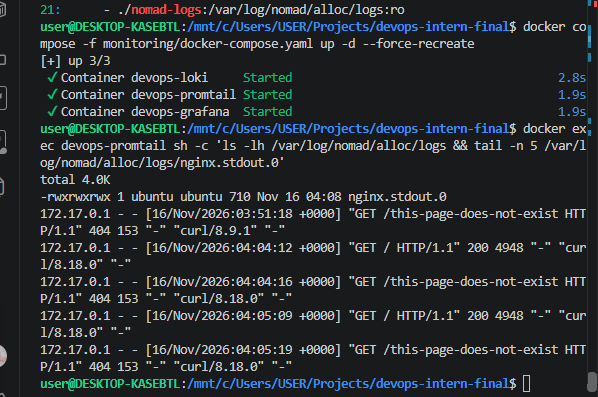 21:     - ./nomad-logs:/var/log/nomad/alloc/logs:ro
user@DESKTOP-KASEBTL:/mnt/c/Users/USER/Projects/devops-intern-final$ docker co
mpose -f monitoring/docker-compose.yaml up -d --force-recreate
[+] up 3/3
✓ Container devops-loki     Started     2.8s
✓ Container devops-promtail Started     1.9s
✓ Container devops-grafana  Started     1.9s
user@DESKTOP-KASEBTL:/mnt/c/Users/USER/Projects/devops-intern-final$ docker ex
ec devops-promtail sh -c 'ls -lh /var/log/nomad/alloc/logs && tail -n 5 /var/l
og/nomad/alloc/logs/nginx.stdout.0'
total 4.0K
-rwxrwxrwx 1 ubuntu ubuntu 710 Nov 16 04:08 nginx.stdout.0
172.17.0.1 - - [16/Nov/2026:03:51:18 +0000] "GET /this-page-does-not-exist HTT
P/1.1" 404 153 "-" "curl/8.9.1" "-"
172.17.0.1 - - [16/Nov/2026:04:04:12 +0000] "GET / HTTP/1.1" 200 4948 "-" "cur
l/8.18.0" "-"
172.17.0.1 - - [16/Nov/2026:04:04:16 +0000] "GET /this-page-does-not-exist HTT
P/1.1" 404 153 "-" "curl/8.18.0" "-"
172.17.0.1 - - [16/Nov/2026:04:05:09 +0000] "GET / HTTP/1.1" 200 4948 "-" "cur
l/8.18.0" "-"
172.17.0.1 - - [16/Nov/2026:04:05:19 +0000] "GET /this-page-does-not-exist HTT
P/1.1" 404 153 "-" "curl/8.18.0" "-"
user@DESKTOP-KASEBTL:/mnt/c/Users/USER/Projects/devops-intern-final$